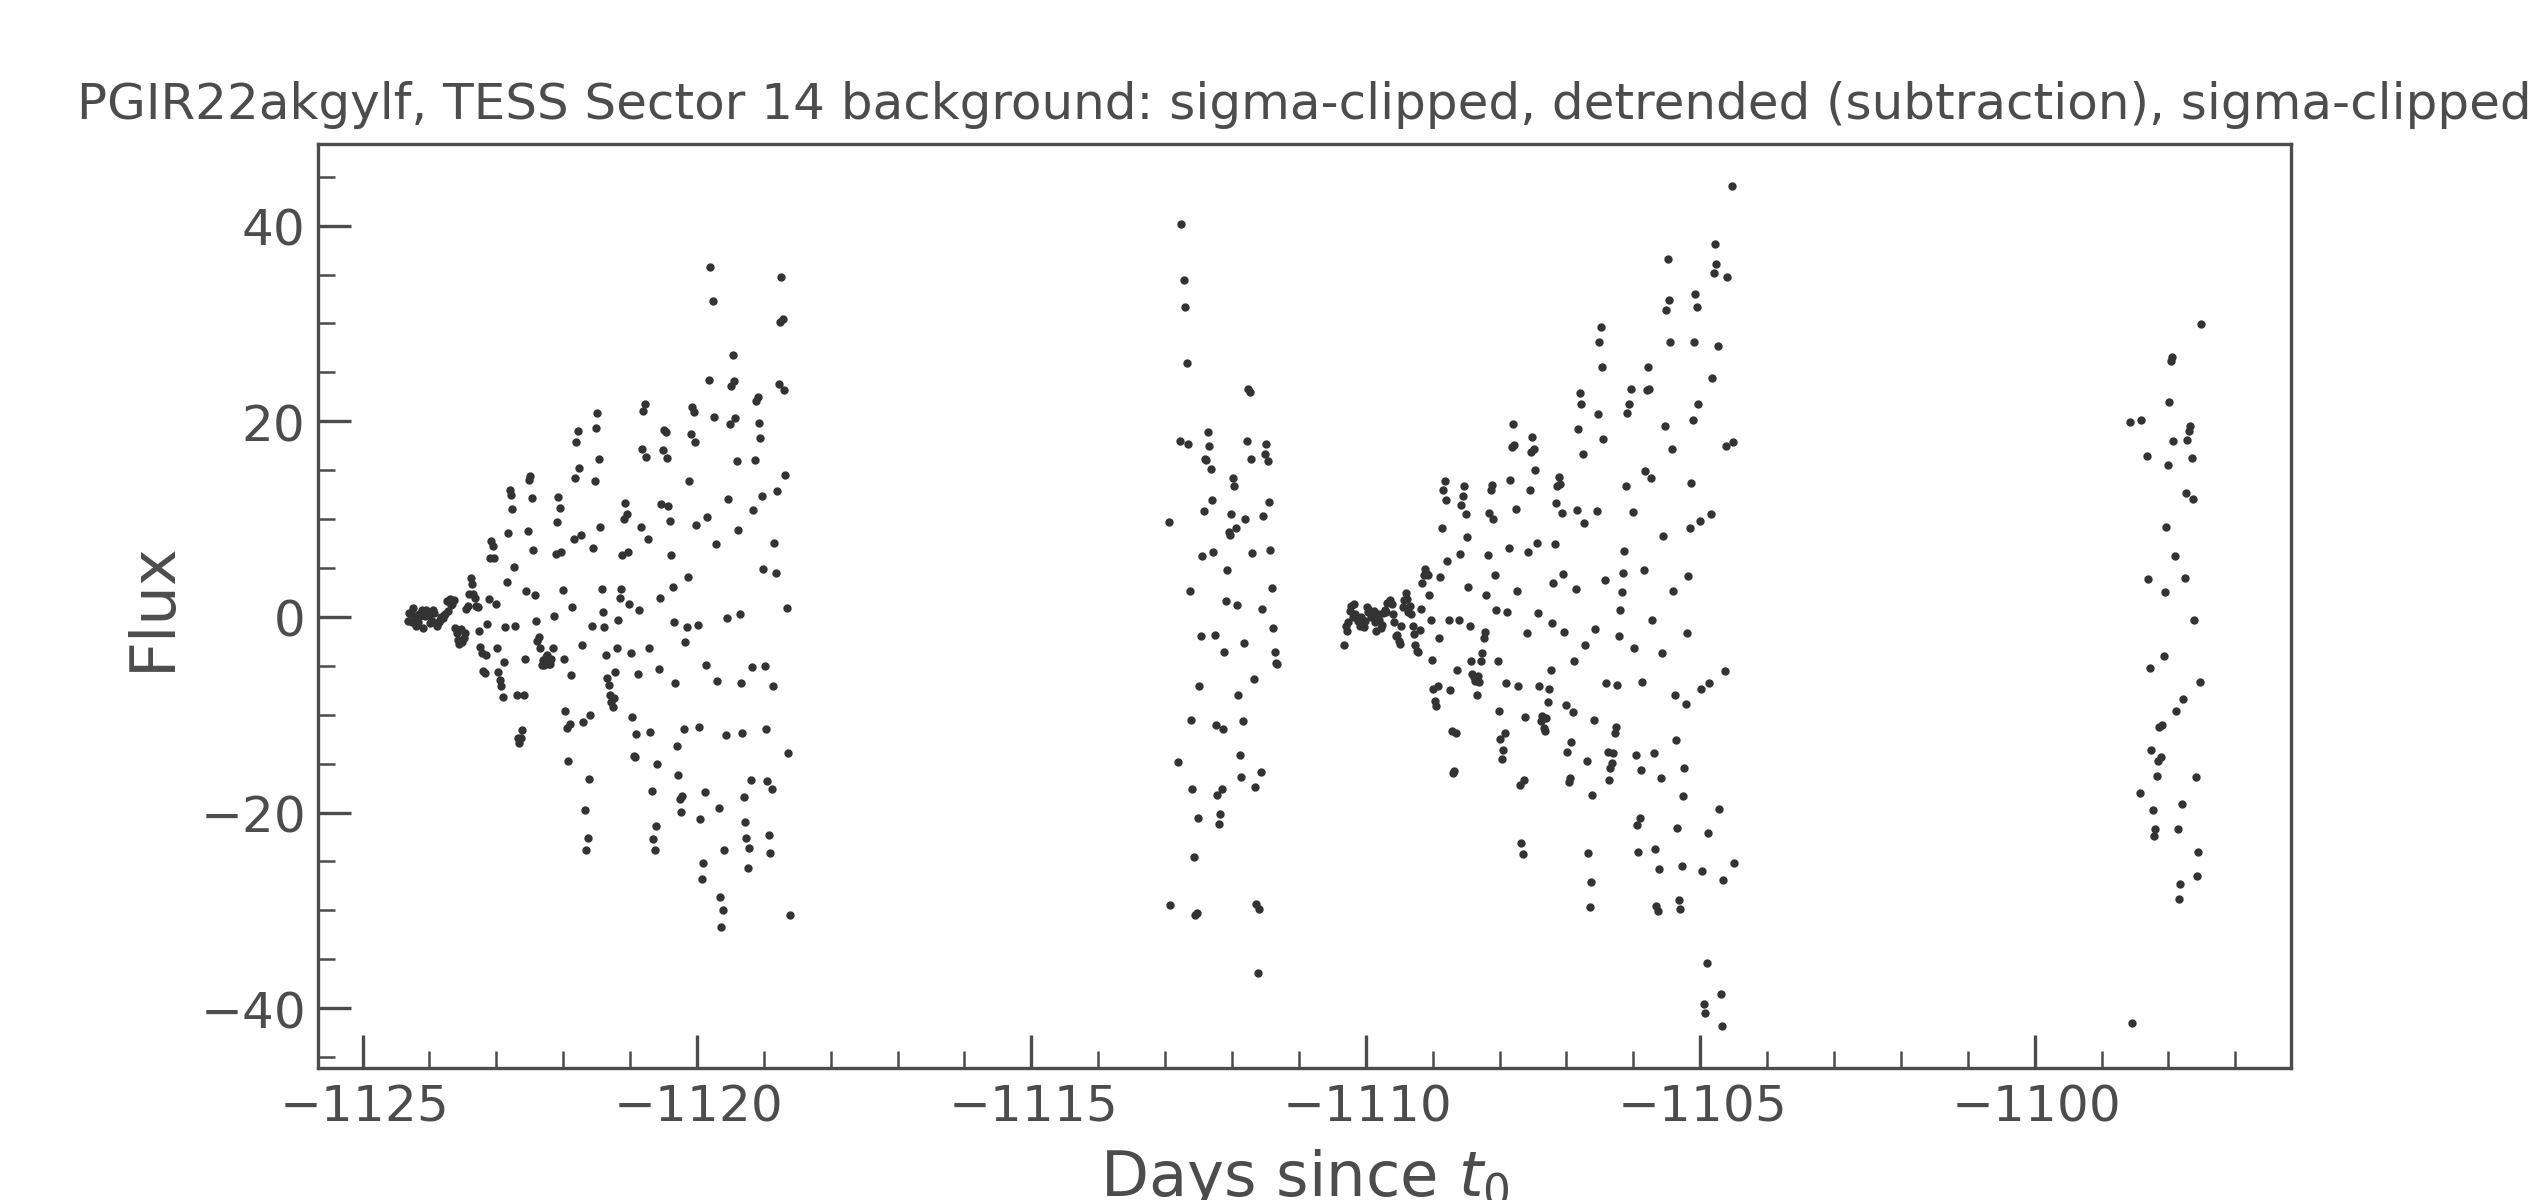 PGIR22akgylf, TESS Sector 14 background: sigma-clipped, detrended (subtraction), sigma-clipped
40
20
0
−20
−40
Flux
−1125 −1120 −1115 −1110 −1105 −1100
Days since t0